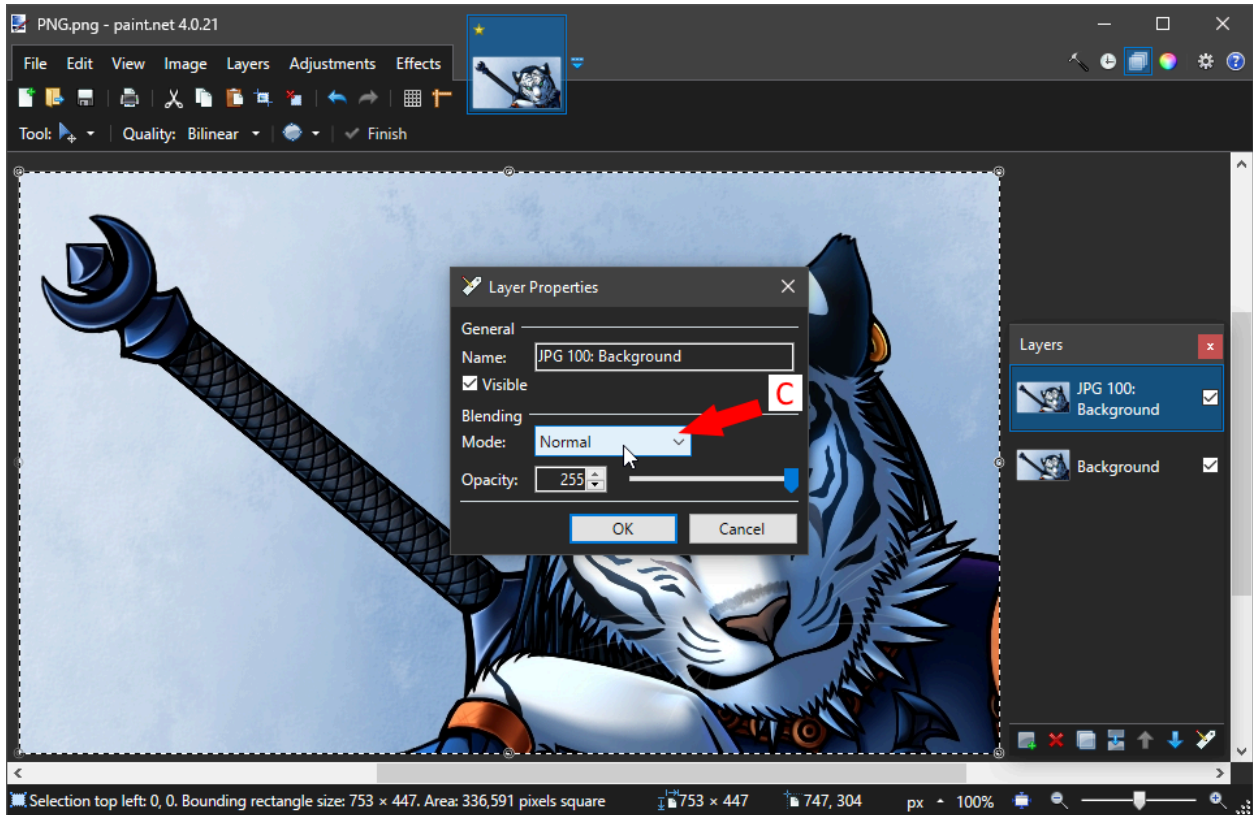 PNG.png - paint.net 4.0.21
File Edit View Image Layers Adjustments Effects
Tool: Quality: Bilinear Finish
Layer Properties
General
Name: JPG 100: Background
Visible
C
Blending
Mode: Normal
Opacity: 255
OK Cancel
Layers
x
JPG 100:
Background
Background
Selection top left: 0, 0. Bounding rectangle size: 753 × 447. Area: 336,591 pixels square 753 × 447 747, 304 px 100%